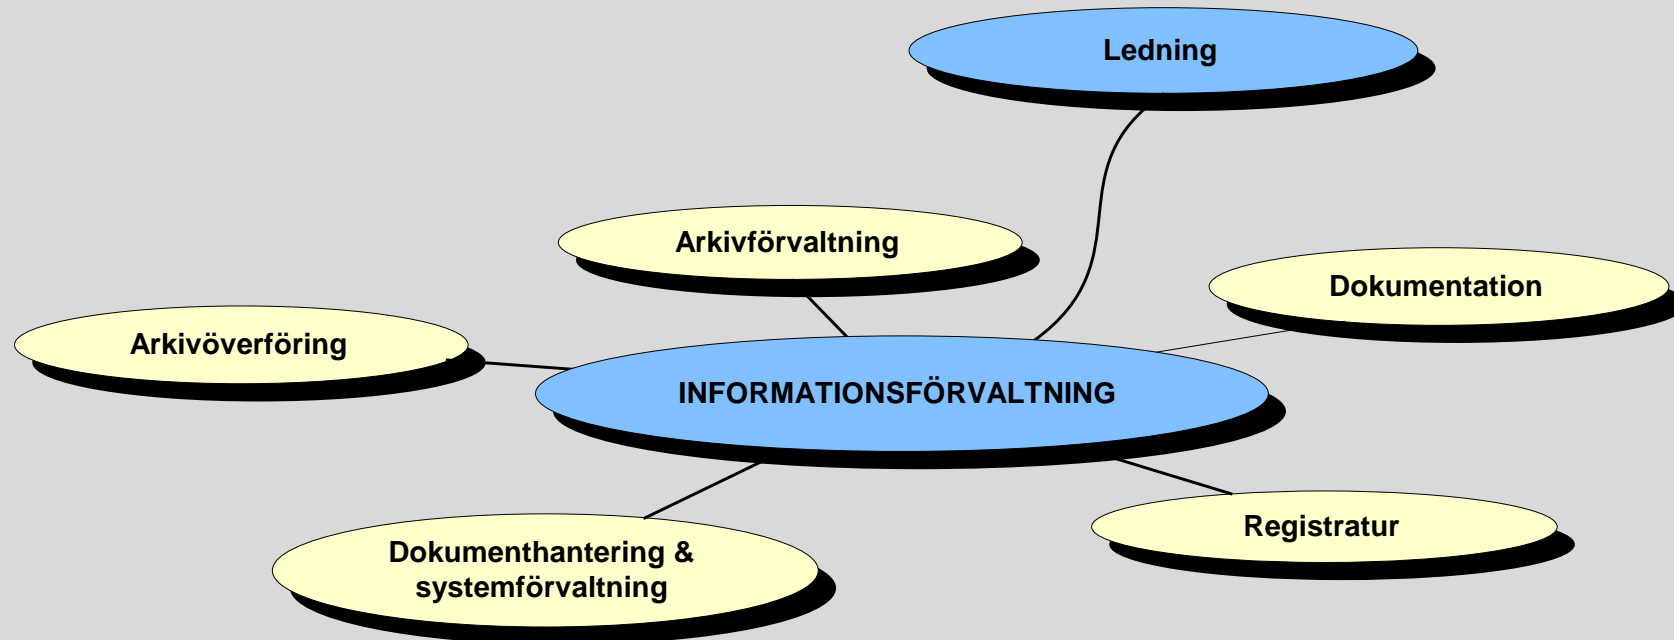 Ledning
Arkivförvaltning
Dokumentation
Arkivöverföring
INFORMATIONSFÖRVALTNING
Registratur
Dokumenthantering &
systemförvaltning